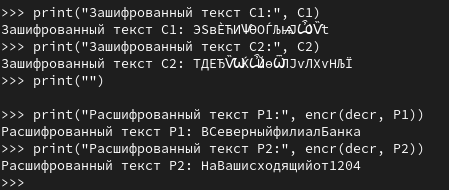 >>> print("Зашифрованный текст C1:", C1)
Зашифрованный текст C1:
>>> print("Зашифрованный текст C2:", C2)
Зашифрованный текст C2:
>>> print("")

>>> print("Расшифрованный текст P1:", encr(decr, P1))
Расшифрованный текст P1: ВСеверныйфилиалБанка
>>> print("Расшифрованный текст P2:", encr(decr, P2))
Расшифрованный текст P2: НаВашисходящийот1204
>>>